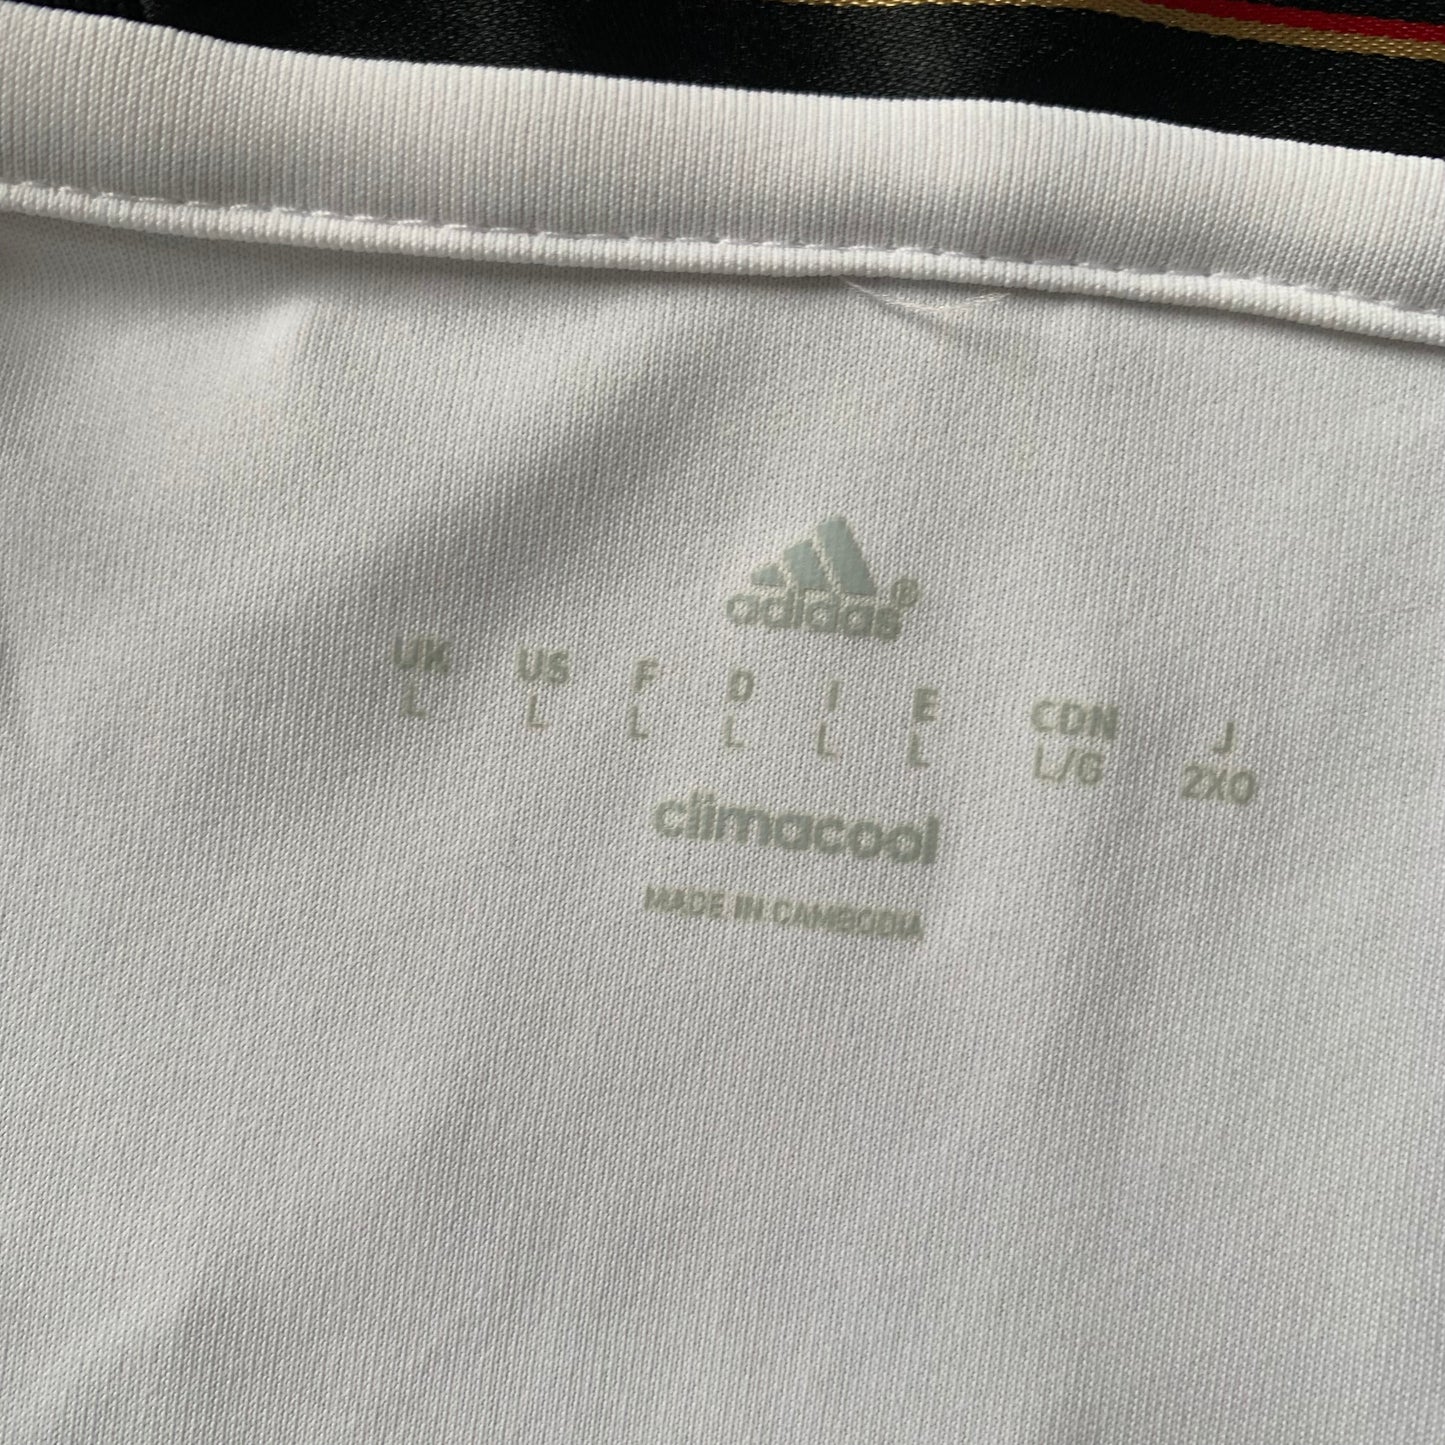 adidas®
UK US F D I E CDN J
L L L L L L L/G 2XO
climacool
MADE IN CAMBODIA